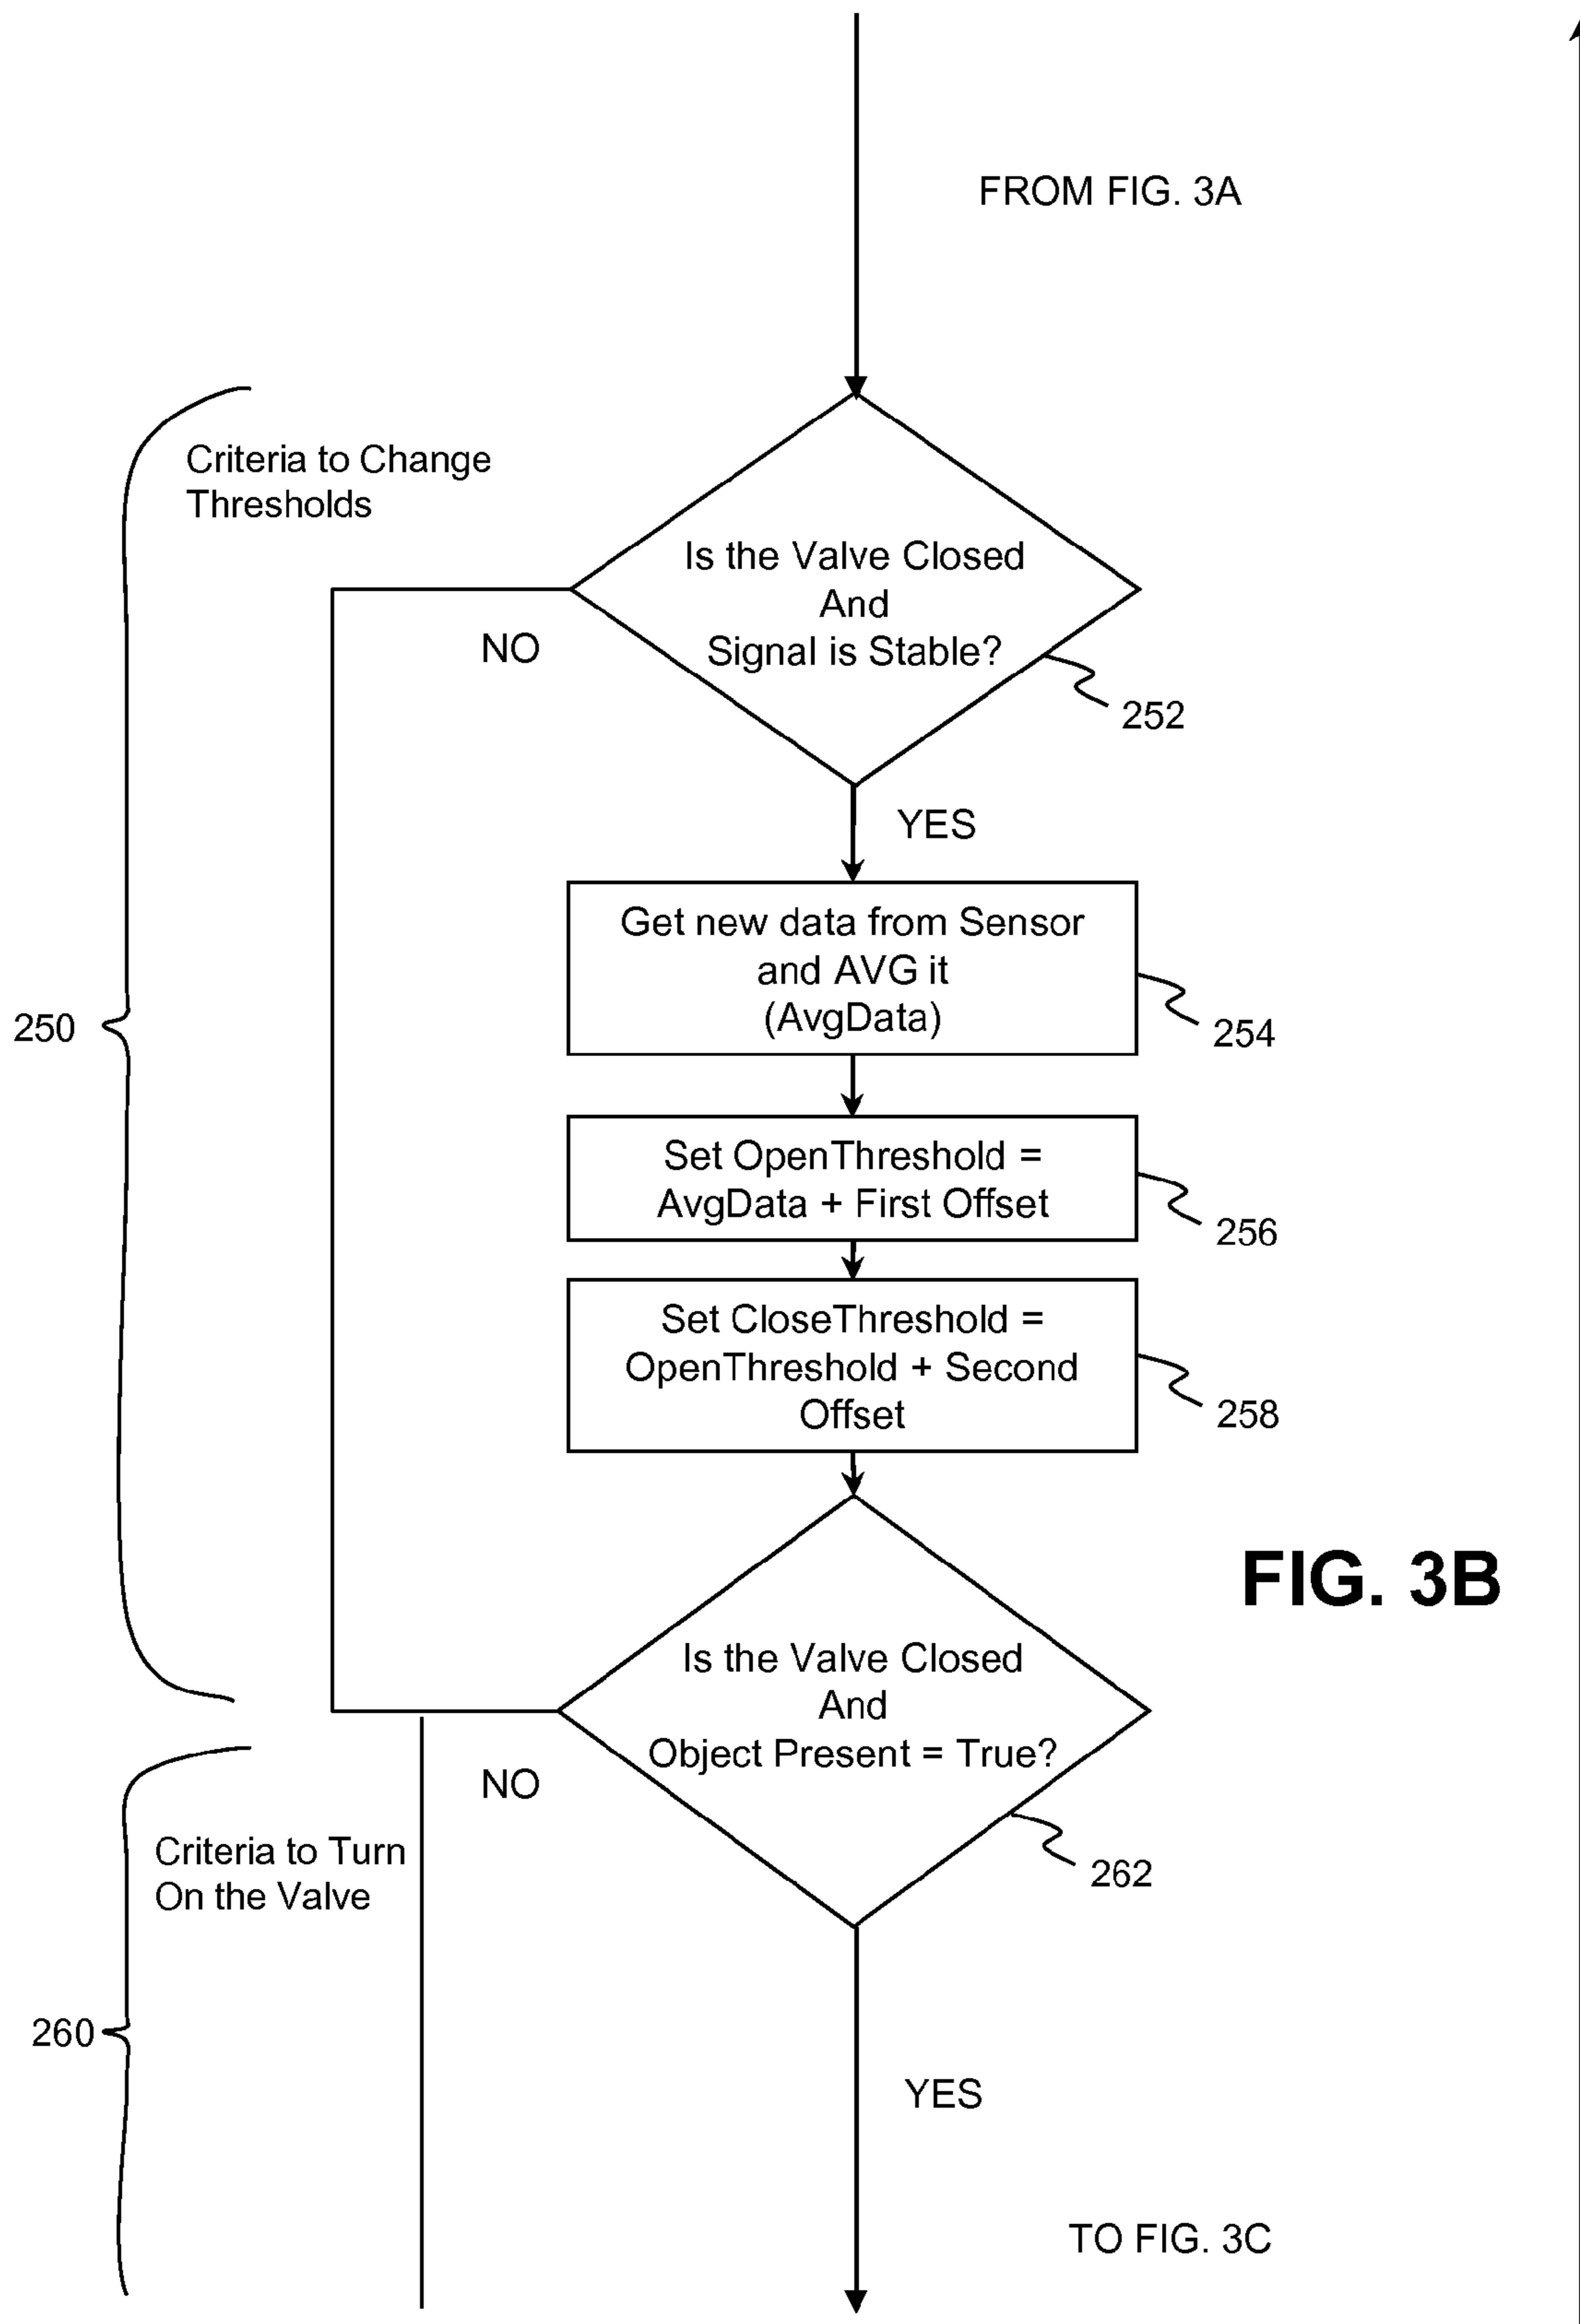 FROM FIG. 3A
Criteria to Change
Thresholds
Is the Valve Closed
And
Signal is Stable?
NO
252
YES
Get new data from Sensor
and AVG it
(AvgData)
254
250
Set OpenThreshold =
AvgData + First Offset
256
Set CloseThreshold =
OpenThreshold + Second
Offset
258
FIG. 3B
Is the Valve Closed
And
Object Present = True?
NO
262
Criteria to Turn
On the Valve
260
YES
TO FIG. 3C